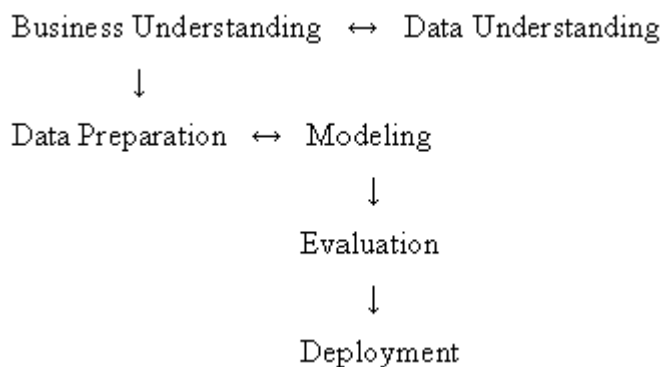 Business Understanding ↔ Data Understanding
↓
Data Preparation ↔ Modeling
↓
Evaluation
↓
Deployment